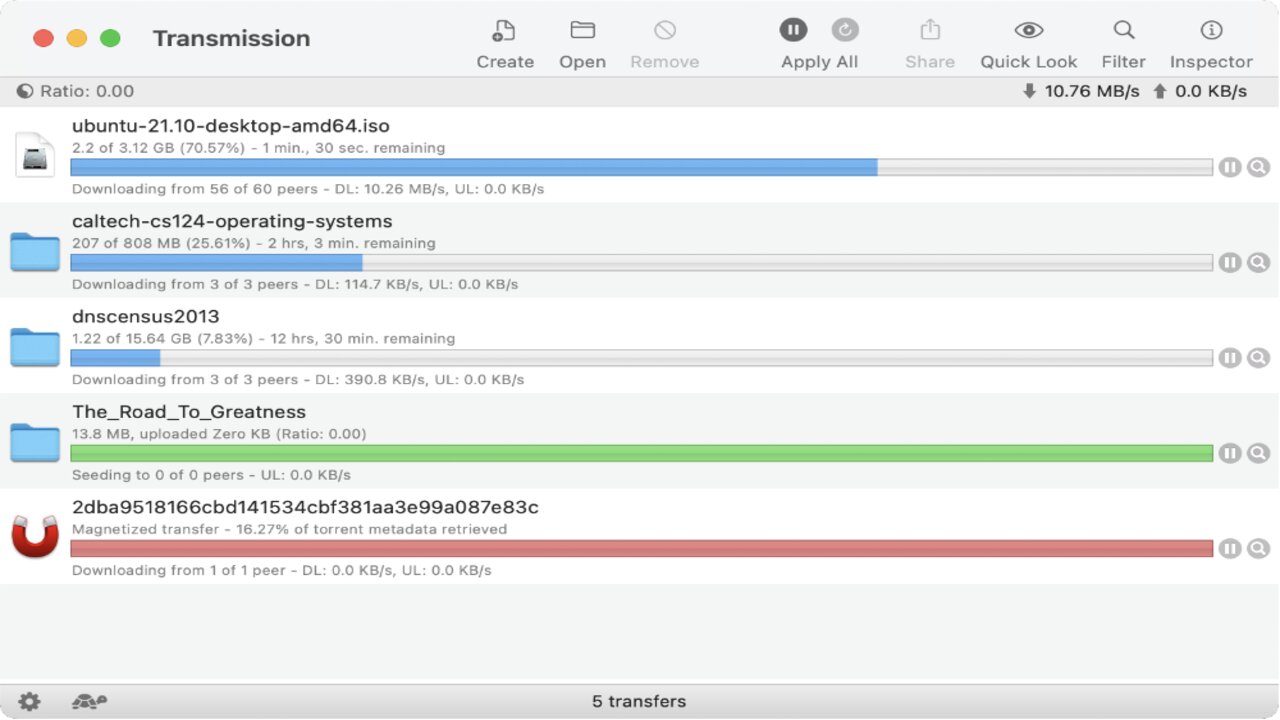 Transmission
Create Open Remove Apply All Share Quick Look Filter Inspector
Ratio: 0.00 10.76 MB/s 0.0 KB/s
ubuntu-21.10-desktop-amd64.iso
2.2 of 3.12 GB (70.57%) - 1 min., 30 sec. remaining
Downloading from 56 of 60 peers - DL: 10.26 MB/s, UL: 0.0 KB/s
caltech-cs124-operating-systems
207 of 808 MB (25.61%) - 2 hrs, 3 min. remaining
Downloading from 3 of 3 peers - DL: 114.7 KB/s, UL: 0.0 KB/s
dnscensus2013
1.22 of 15.64 GB (7.83%) - 12 hrs, 30 min. remaining
Downloading from 3 of 3 peers - DL: 390.8 KB/s, UL: 0.0 KB/s
The_Road_To_Greatness
13.8 MB, uploaded Zero KB (Ratio: 0.00)
Seeding to 0 of 0 peers - UL: 0.0 KB/s
2dba9518166cbd141534cbf381aa3e99a087e83c
Magnetized transfer - 16.27% of torrent metadata retrieved
Downloading from 1 of 1 peer - DL: 0.0 KB/s, UL: 0.0 KB/s
5 transfers